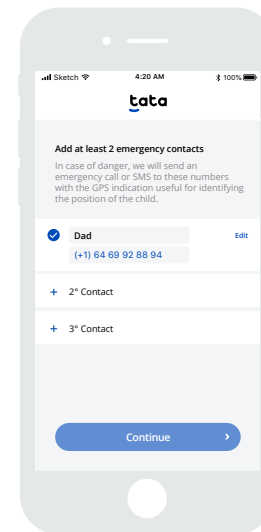 Sketch
4:20 AM
100%
tata
Add at least 2 emergency contacts
In case of danger, we will send an
emergency call or SMS to these numbers
with the GPS indication useful for identifying
the position of the child.
Dad
Edit
(+1) 64 69 92 88 94
+ 2° Contact
+ 3° Contact
Continue